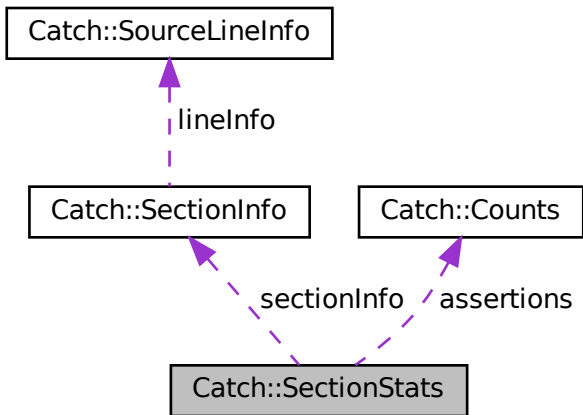 Catch::SourceLineInfo
lineInfo
Catch::SectionInfo
Catch::Counts
sectionInfo
assertions
Catch::SectionStats